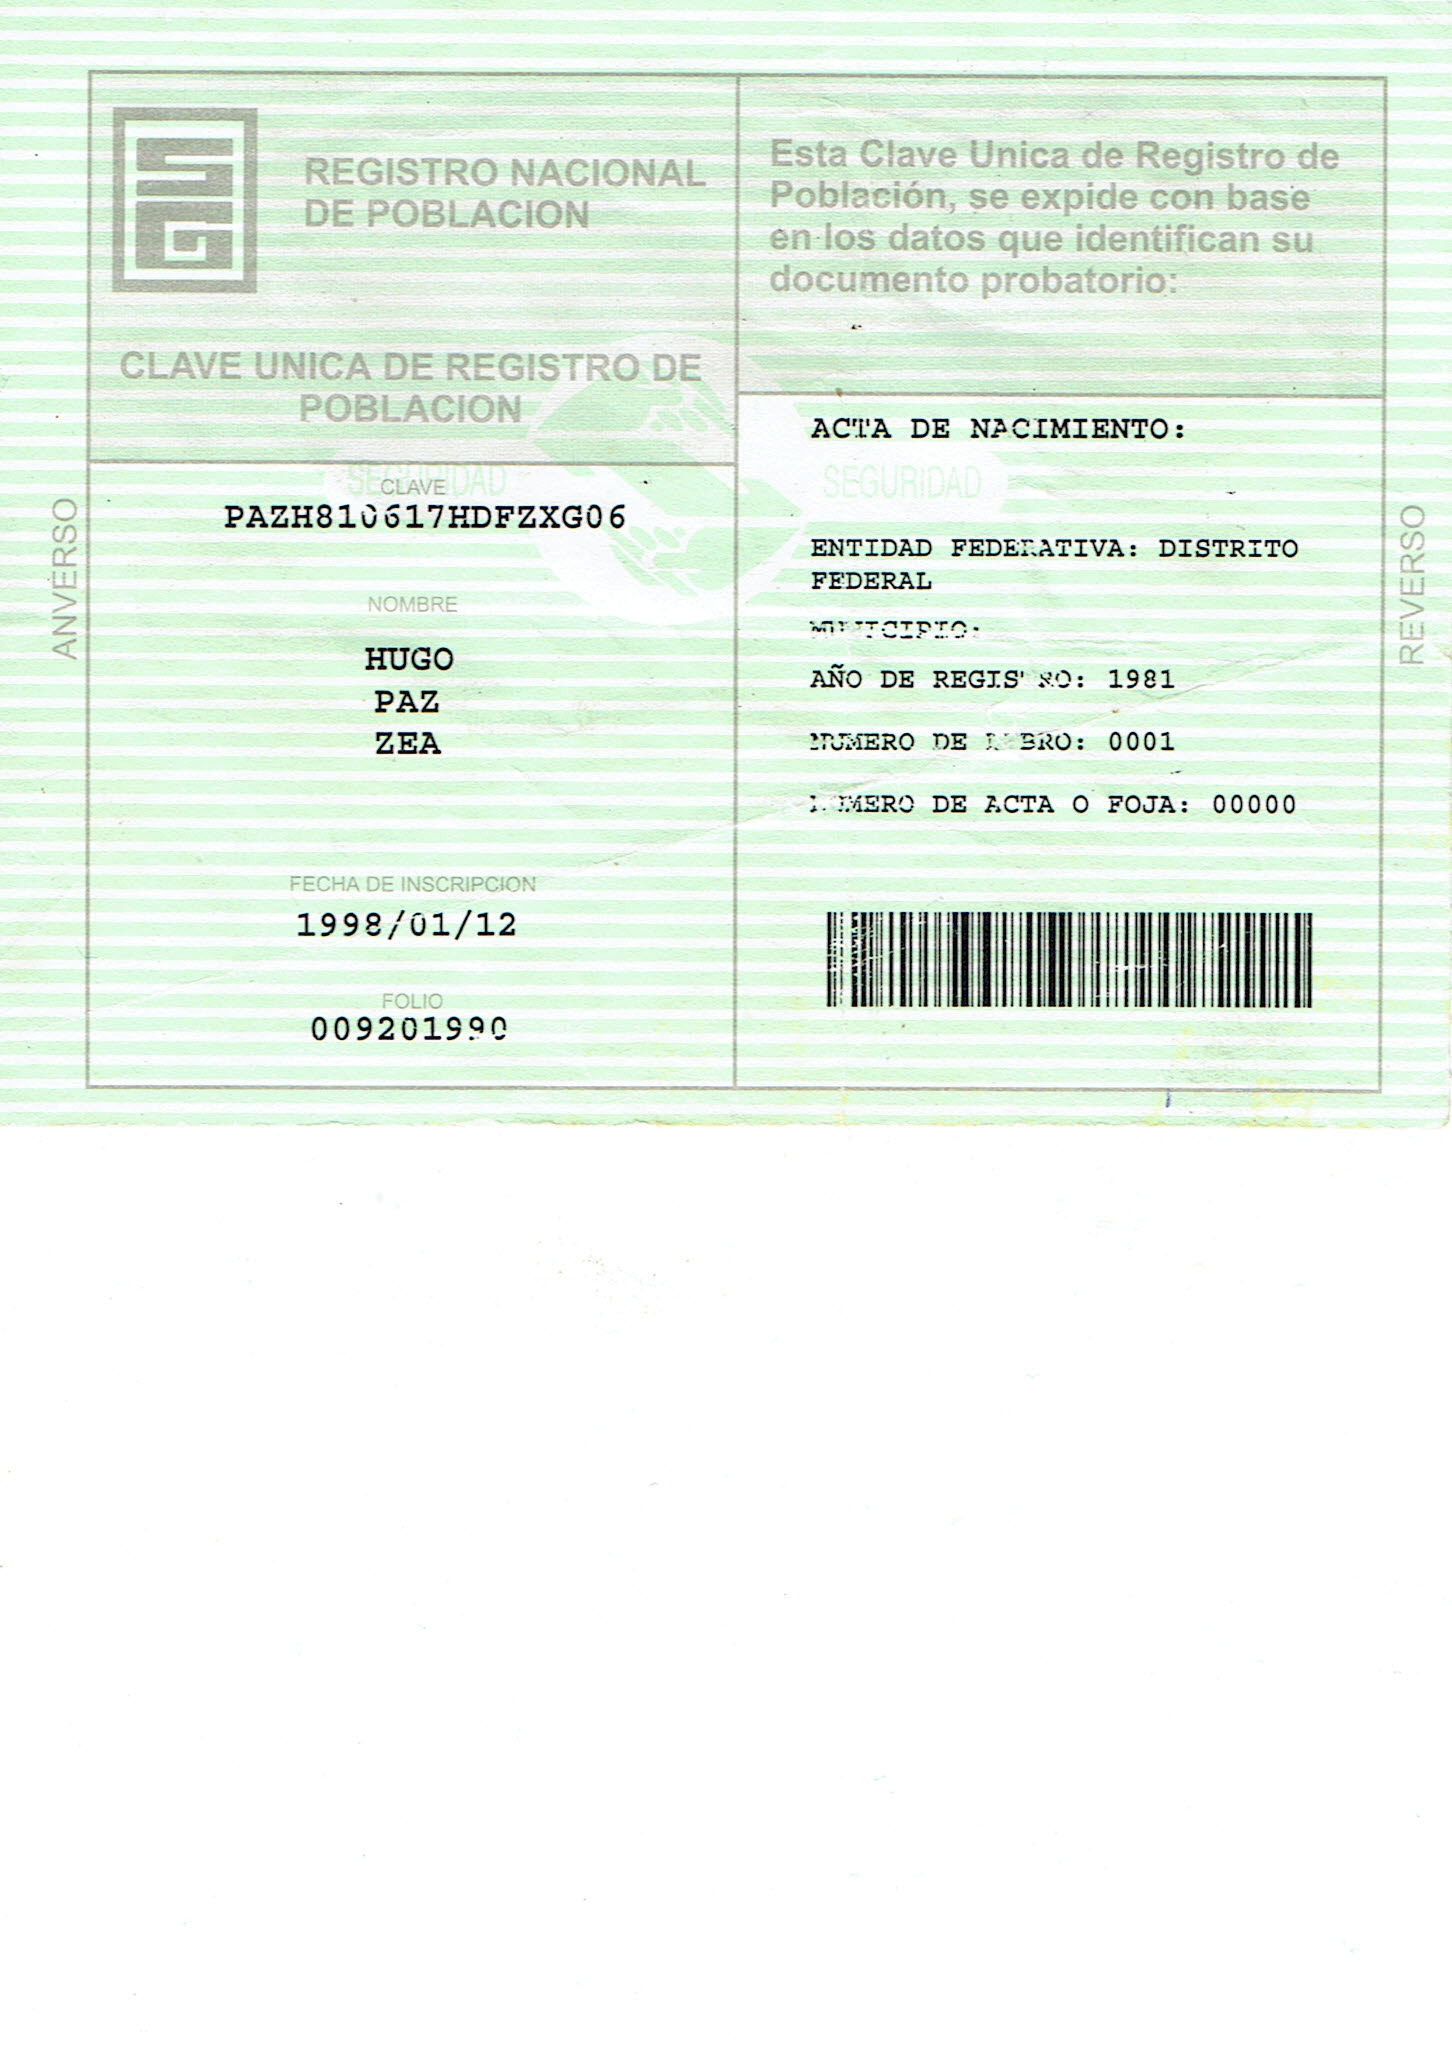 REGISTRO NACIONAL
DE POBLACION
CLAVE UNICA DE REGISTRO DE
POBLACION
SEGURIDAD
CLAVE
PAZH810617HDFZXG06
NOMBRE
HUGO
PAZ
ZEA
FECHA DE INSCRIPCION
1998/01/12
FOLIO
009201990
ANVERSO
Esta Clave Unica de Registro de
Población, se expide con base
en los datos que identifican su
documento probatorio:
ACTA DE NACIMIENTO:
SEGURIDAD
ENTIDAD FEDERATIVA: DISTRITO
FEDERAL
MUNICIPIO:
AÑO DE REGISTRO: 1981
NUMERO DE LIBRO: 0001
NUMERO DE ACTA O FOJA: 00000
REVERSO